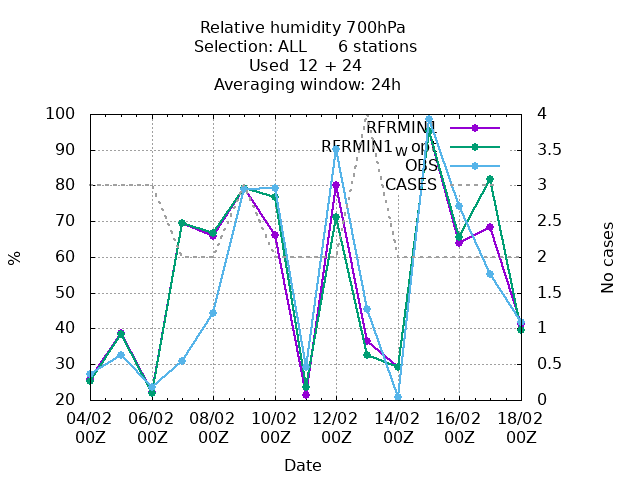 Relative humidity 700hPa
Selection: ALL 6 stations
Used 12 + 24
Averaging window: 24h
100
90
80
70
60
50
40
30
20
%
4
3.5
3
2.5
2
1.5
1
0.5
0
No cases
RFRMIN1
RFRMIN1w op1
OBS
CASES
04/02 06/02 08/02 10/02 12/02 14/02 16/02 18/02
00Z 00Z 00Z 00Z 00Z 00Z 00Z 00Z
Date